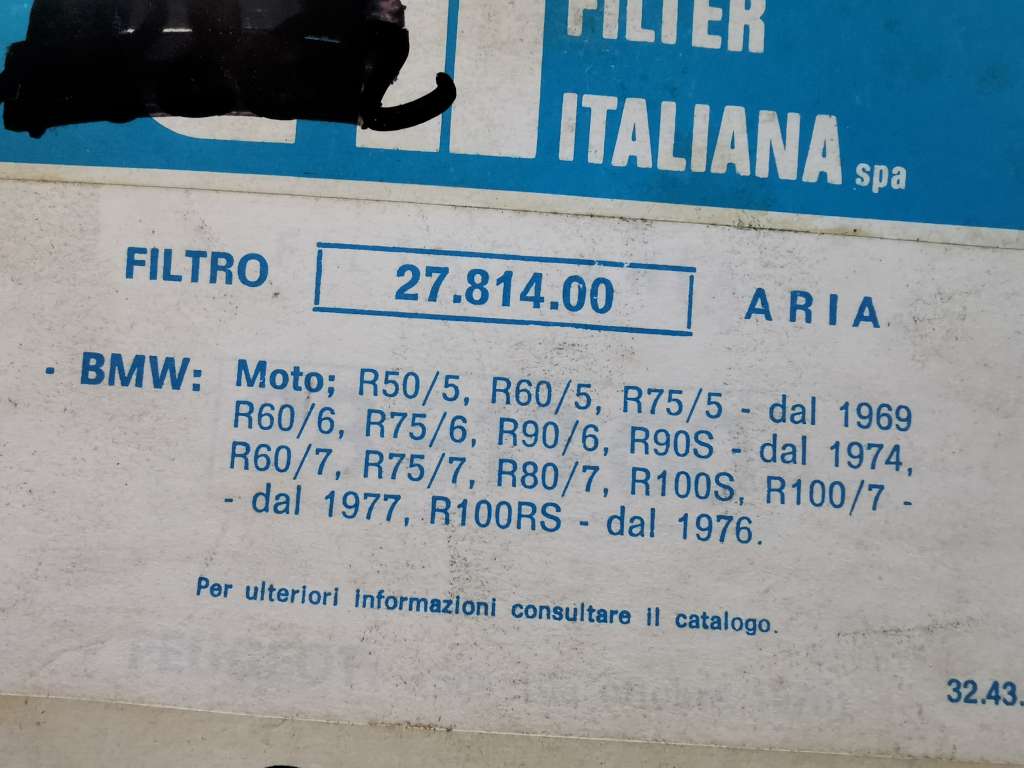 FILTER
ITALIANA spa
FILTRO 27.814.00 ARIA
- BMW: Moto; R50/5, R60/5, R75/5 - dal 1969
R60/6, R75/6, R90/6, R90S - dal 1974,
R60/7, R75/7, R80/7, R100S, R100/7 -
- dal 1977, R100RS - dal 1976.
Per ulteriori informazioni consultare il catalogo.
32.43.